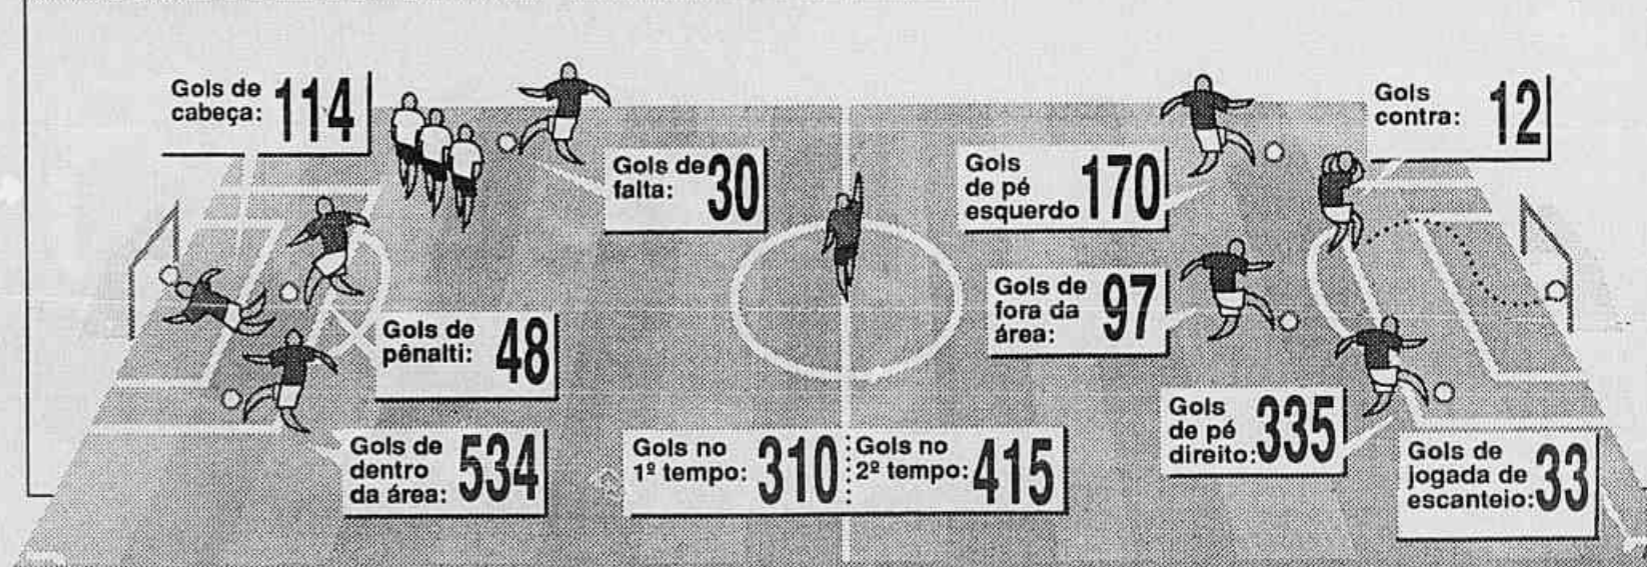 Gols de
cabeça: 114
Gols de
falta: 30
Gols
de pé
esquerdo 170
Gols
contra: 12
Gols de
pênalti: 48
Gols de
fora da
área: 97
Gols de
dentro
da área: 534
Gols no
1º tempo: 310
Gols no
2º tempo: 415
Gols
de pé
direito: 335
Gols de
jogada de
escanteio: 33